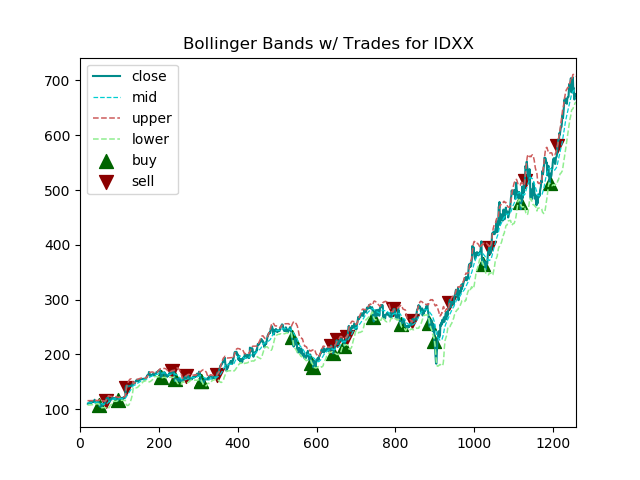 Bollinger Bands w/ Trades for IDXX
close
mid
upper
lower
buy
sell
700
600
500
400
300
200
100
0 200 400 600 800 1000 1200